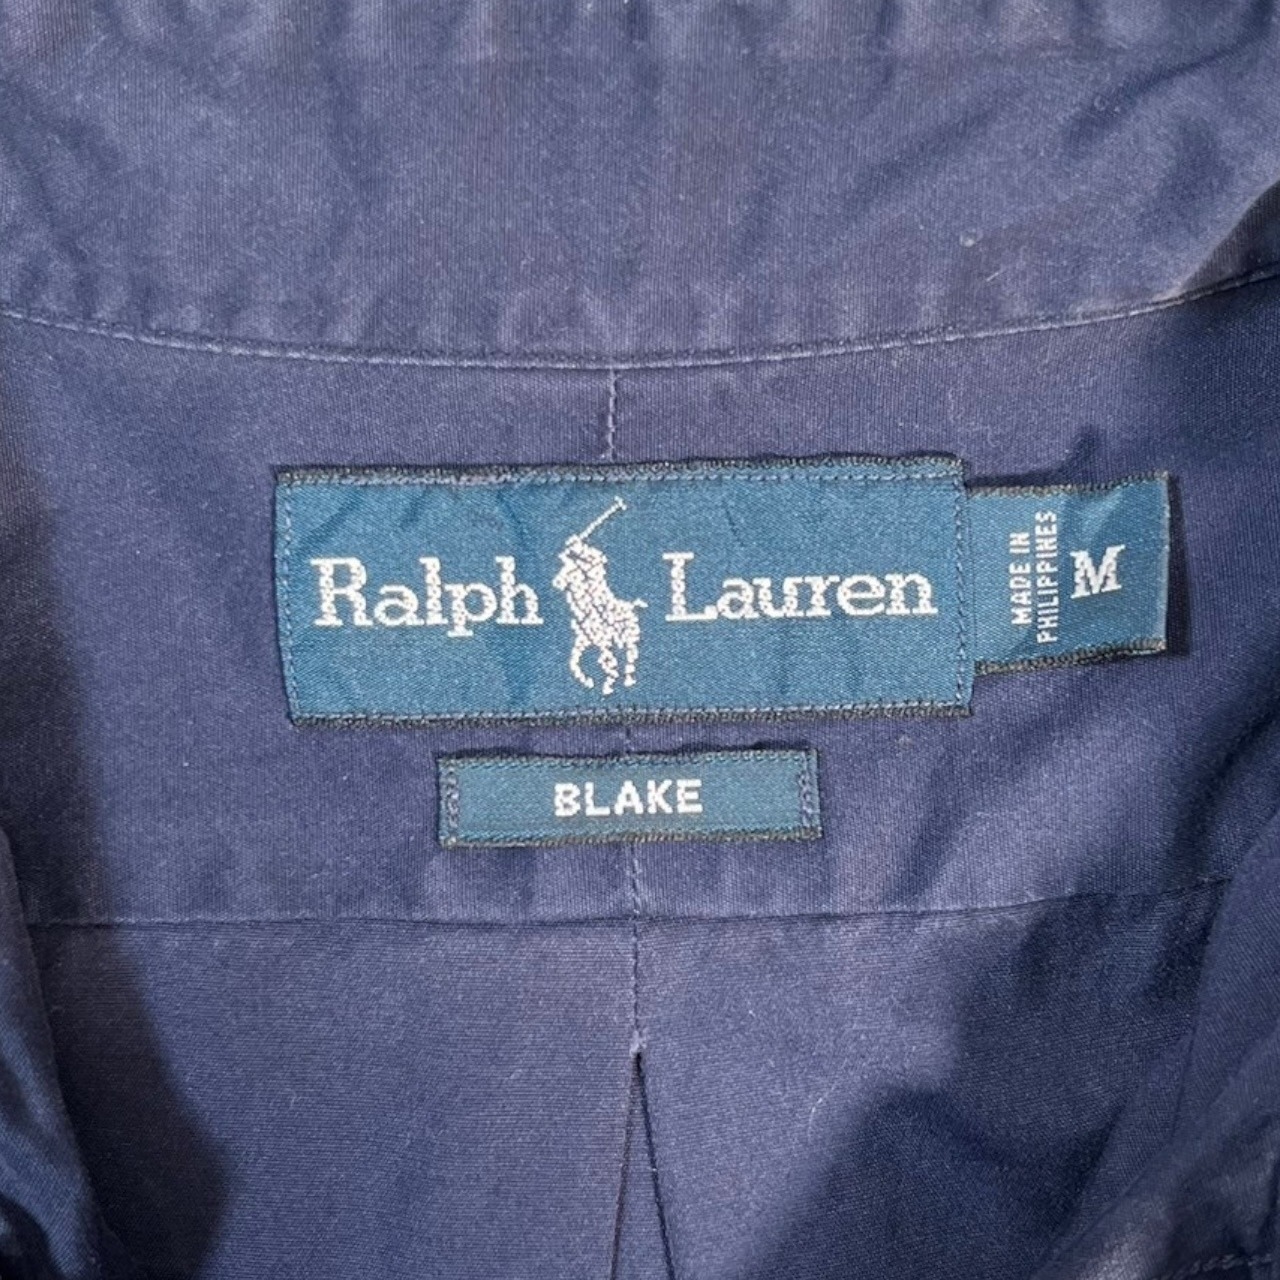 Ralph Lauren
MADE IN
PHILIPPINES
M
BLAKE